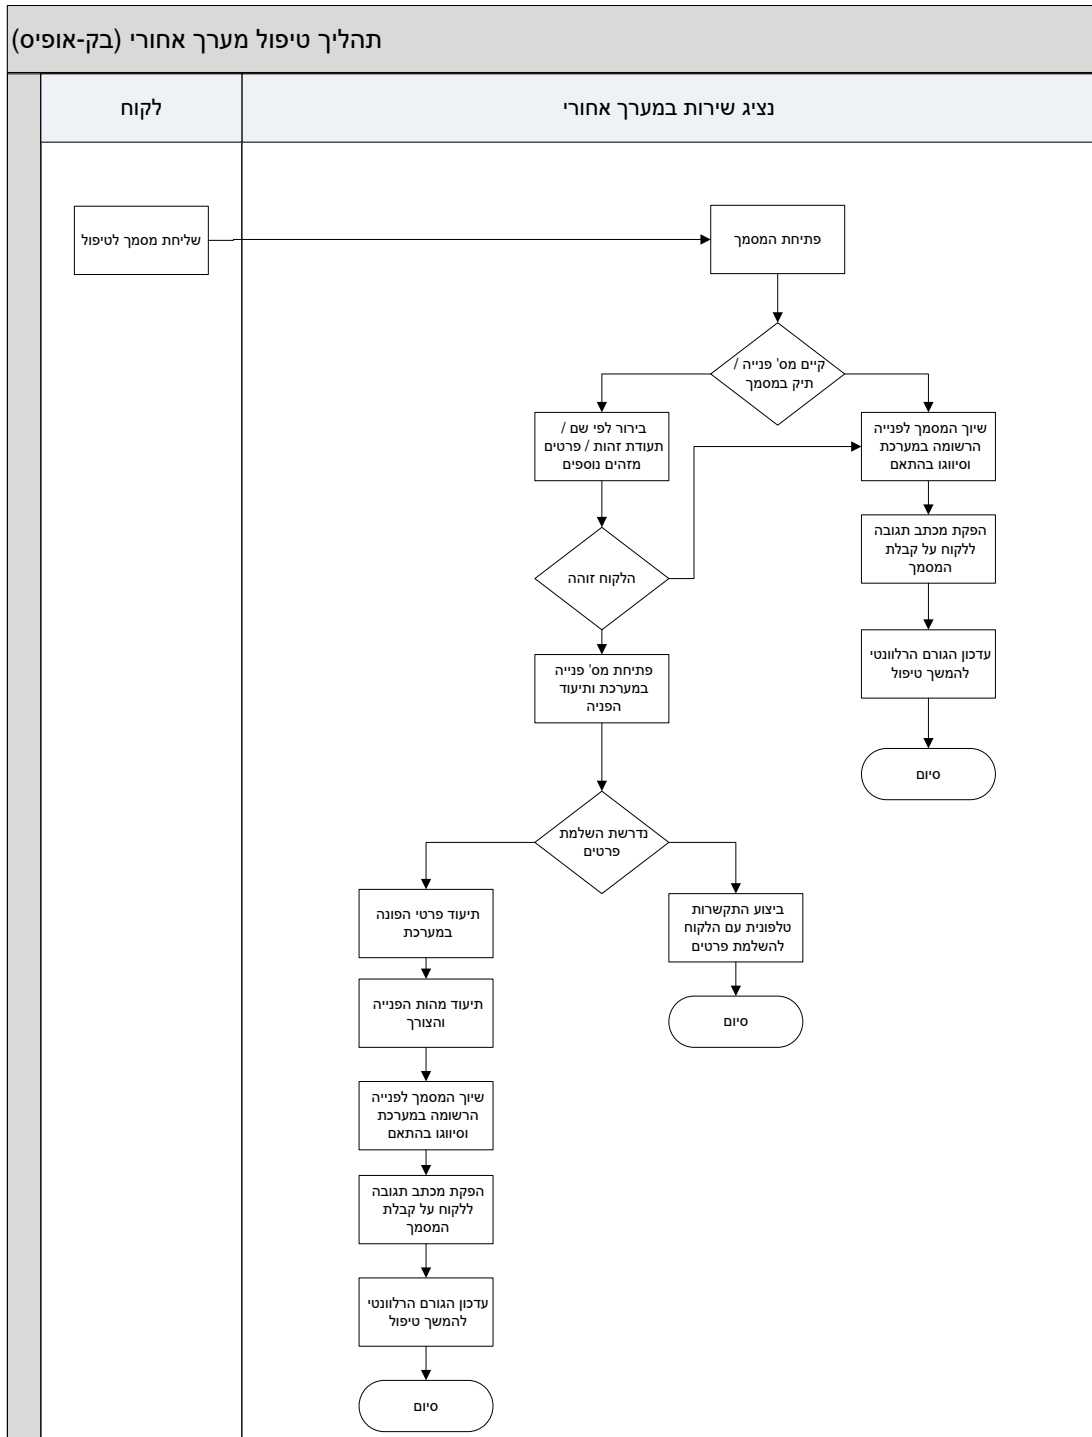 תהליך טיפול מערך אחורי (בק-אופיס)
לקוח
נציג שירות במערך אחורי
שליחת מסמך לטיפול
פתיחת המסמך
קיים מס' פנייה /
תיק במסמך
בירור לפי שם /
תעודת זהות / פרטים
מזהים נוספים
שיוך המסמך לפנייה
הרשומה במערכת
וסיווגו בהתאם
הפקת מכתב תגובה
ללקוח על קבלת
המסמך
הלקוח זוהה
עדכון הגורם הרלוונטי
להמשך טיפול
פתיחת מס' פנייה
במערכת ותיעוד
הפניה
סיום
נדרשת השלמת
פרטים
ביצוע התקשרות
טלפונית עם הלקוח
להשלמת פרטים
סיום
תיעוד פרטי הפונה
במערכת
תיעוד מהות הפנייה
והצורך
שיוך המסמך לפנייה
הרשומה במערכת
וסיווגו בהתאם
הפקת מכתב תגובה
ללקוח על קבלת
המסמך
עדכון הגורם הרלוונטי
להמשך טיפול
סיום